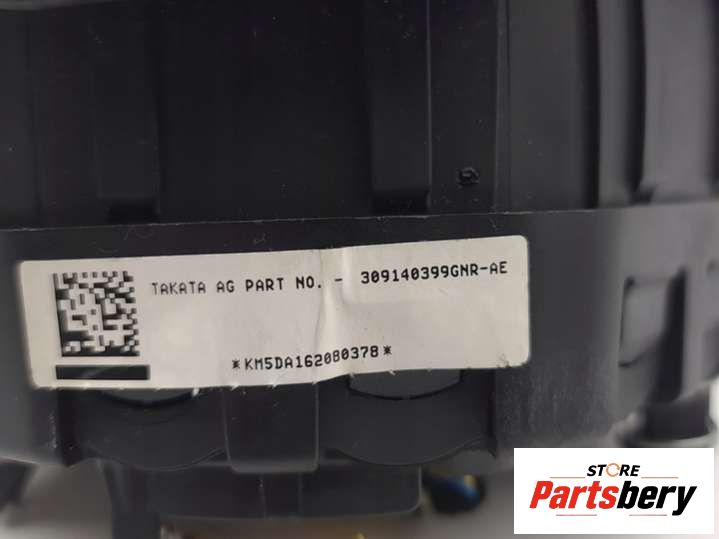 TAKATA AG PART NO. - 309140399GNR-AE
*KM5DA162080378*
STORE
Partsbery